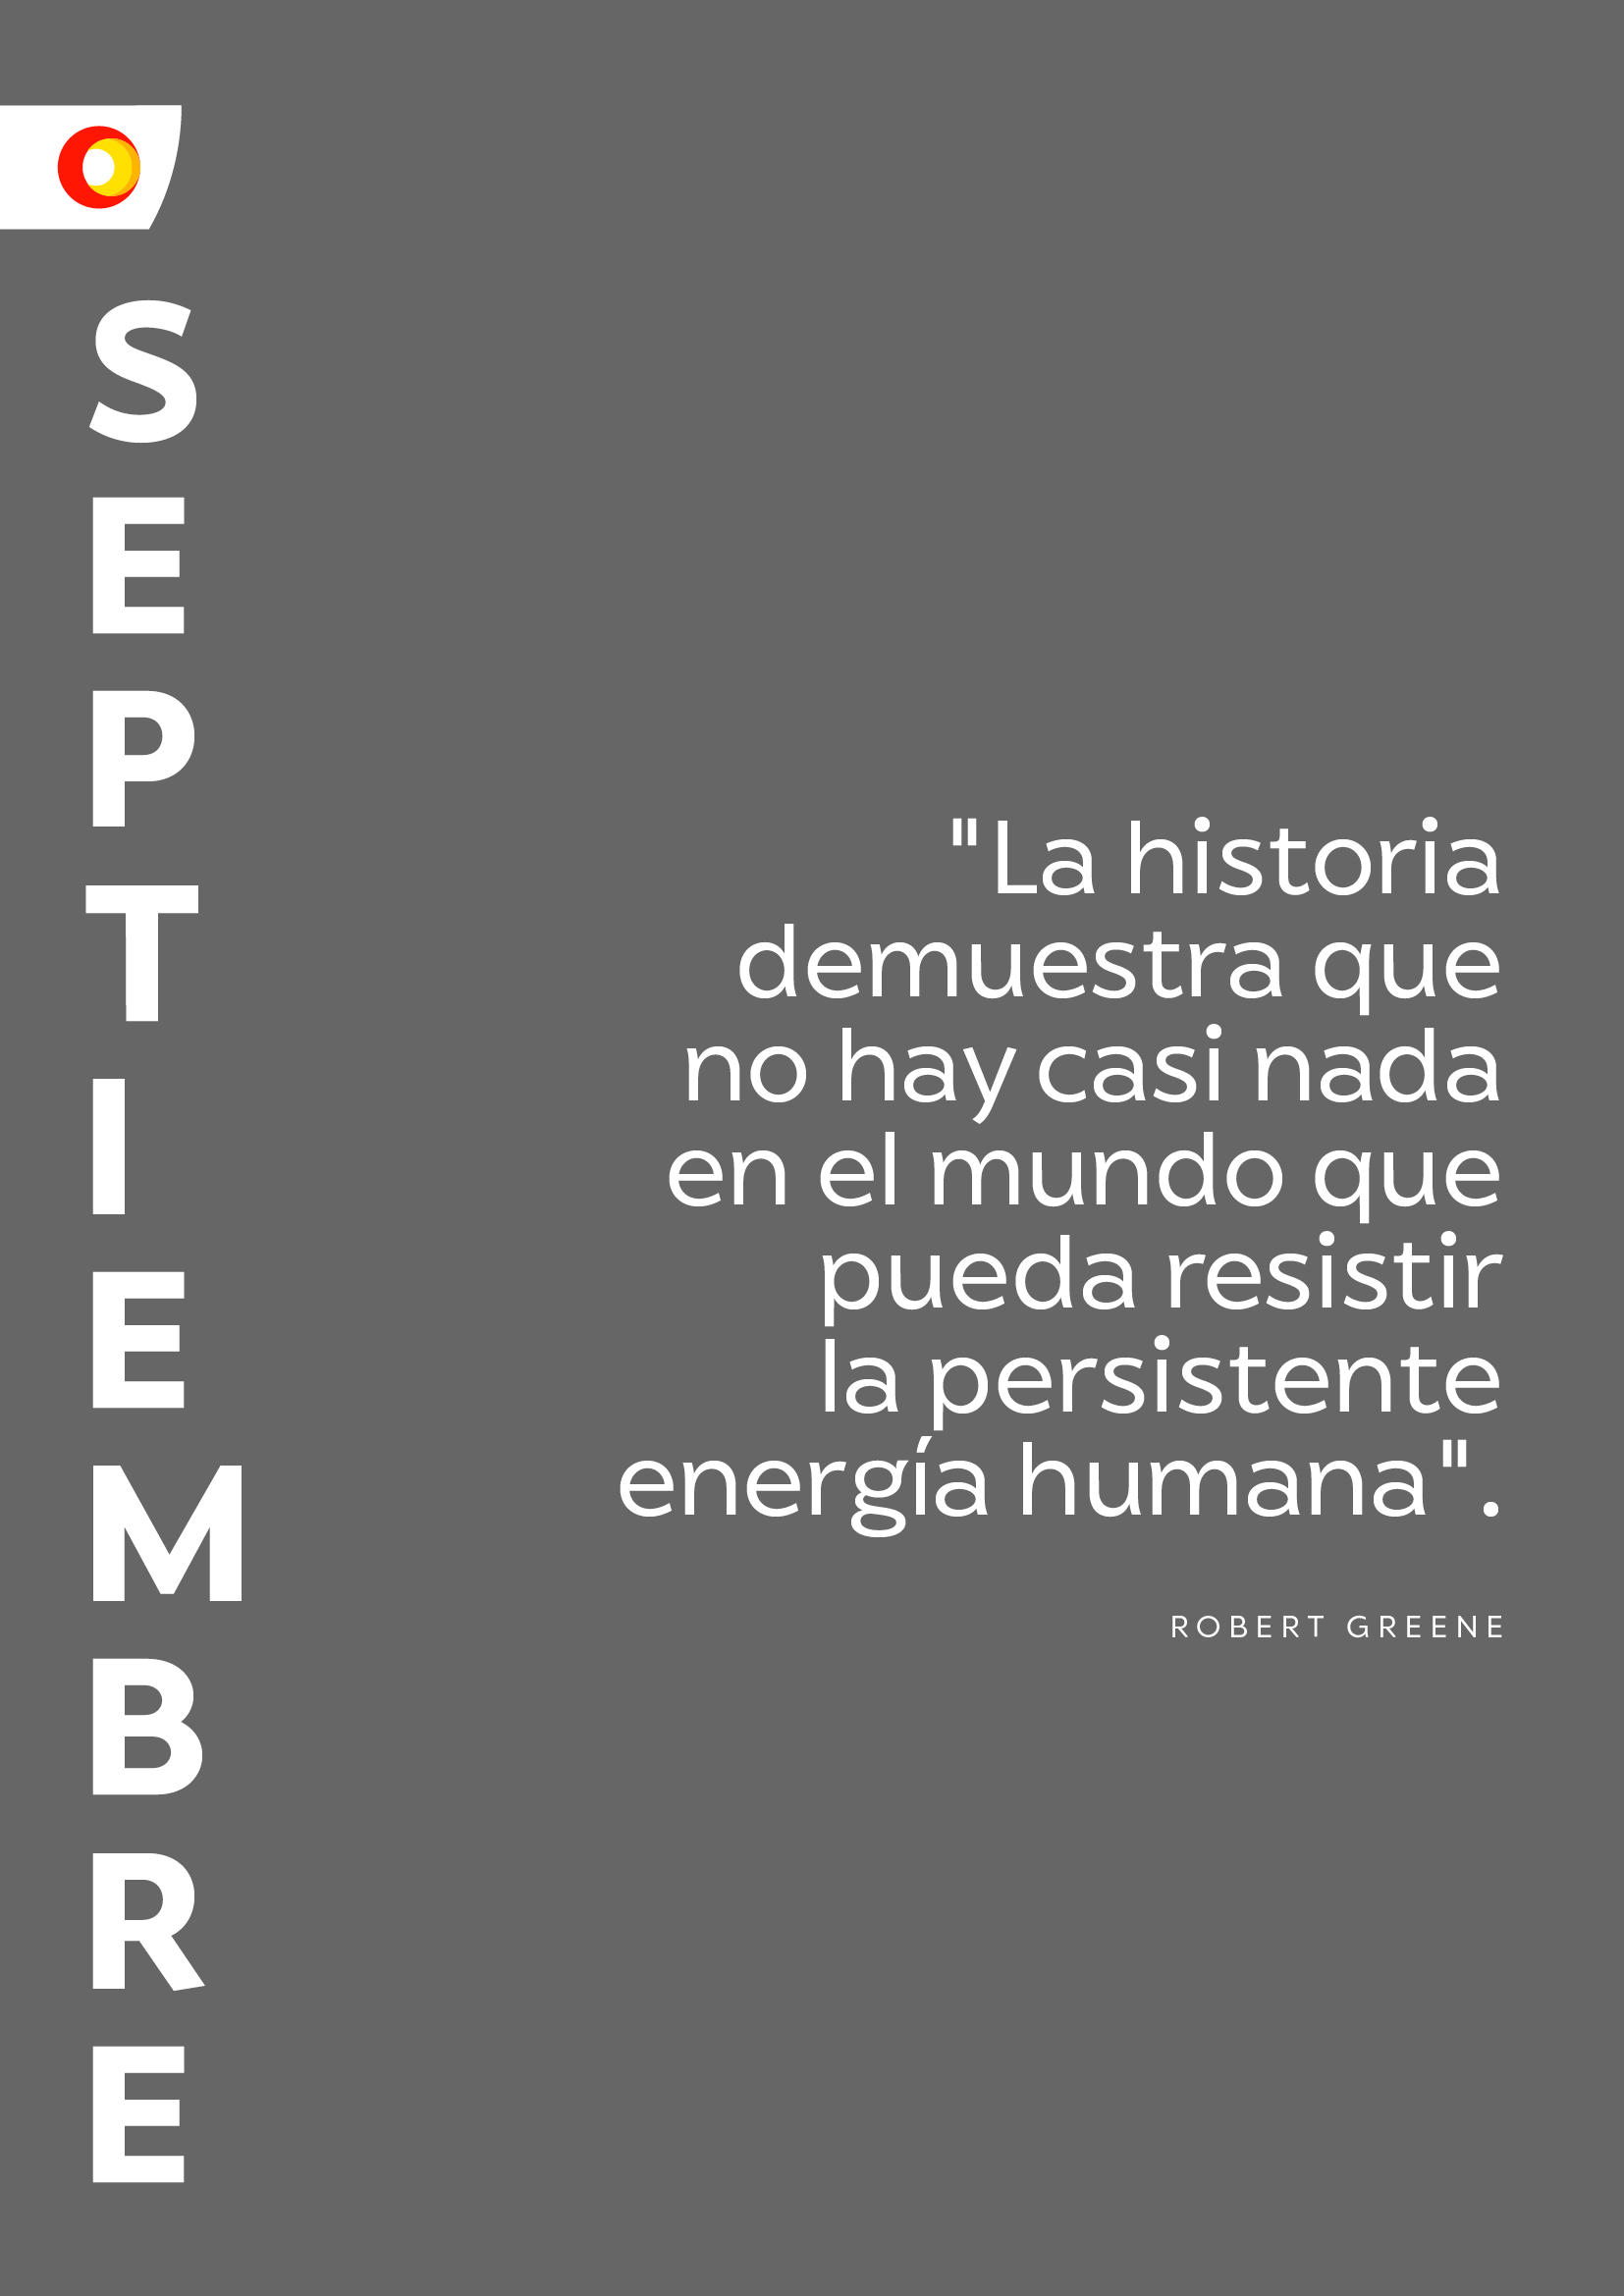 SEPTIEMBRE
"La historia
demuestra que
no hay casi nada
en el mundo que
pueda resistir
la persistente
energía humana".
ROBERT GREENE